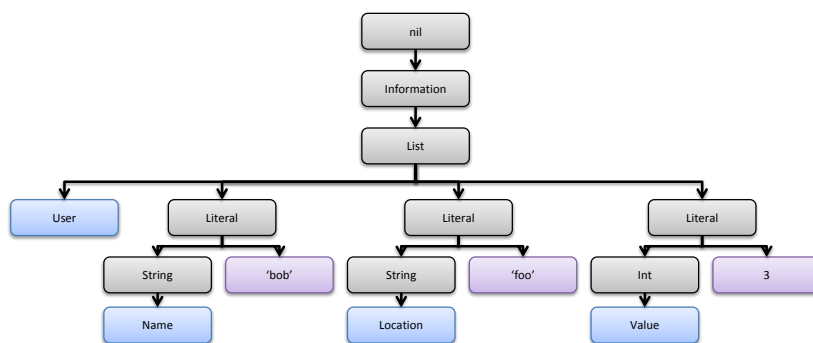 nil
Information
List
User
Literal
Literal
Literal
String
‘bob’
String
‘foo’
Int
3
Name
Location
Value